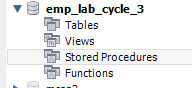 emp_lab_cycle_3
Tables
Views
Stored Procedures
Functions